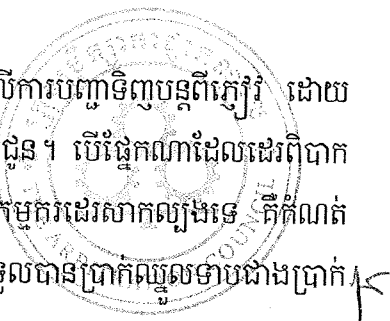 លើការបញ្ជាទិញបន្តពីភ្ញៀវ ដោយ
ជូន។ បើផ្នែកណាដែលដេរពិបាក
កម្មករដេរសាកល្បងទេ គឺកំណត់
ទួលបានប្រាក់ឈ្នួលទាបជាងប្រាក់
COUNCIL